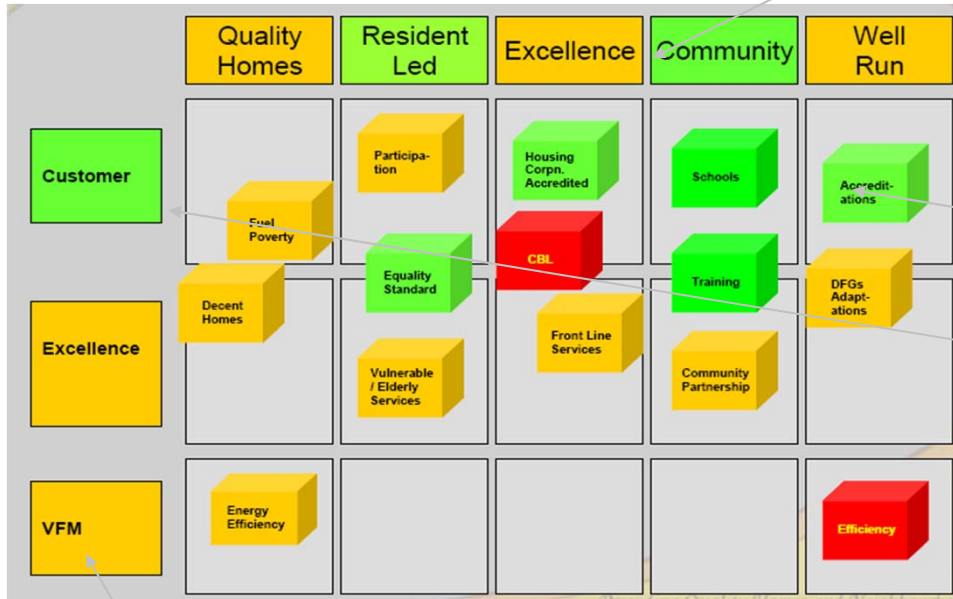 Quality
Homes
Resident
Led
Excellence
Community
Well
Run
Customer
Participa-
tion
Housing
Corpn.
Accredited
Schools
Accredit-
ations
Fuel
Poverty
CBL
Equality
Standard
Training
DFGs
Adapt-
ations
Decent
Homes
Excellence
Front Line
Services
Vulnerable
/ Elderly
Services
Community
Partnership
VFM
Energy
Efficiency
Efficiency